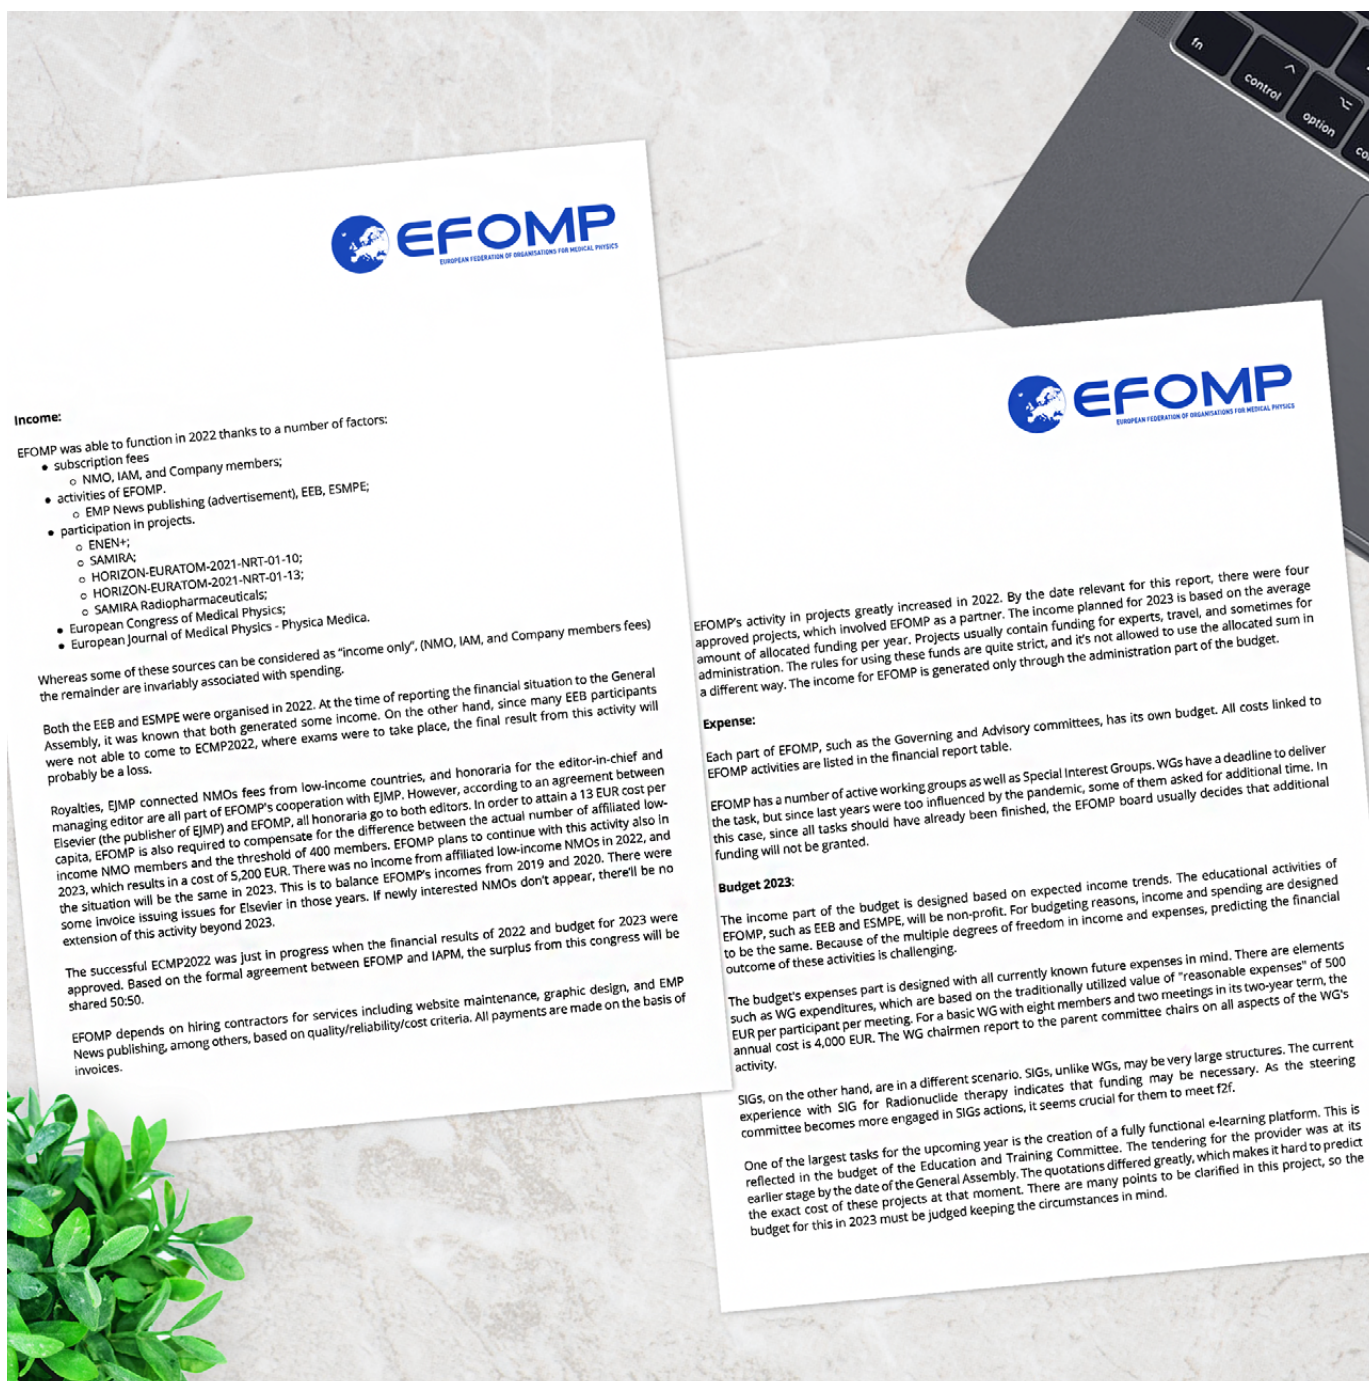 fn
control
option
EFOMP
EUROPEAN FEDERATION OF ORGANISATIONS FOR MEDICAL PHYSICS
Income:
EFOMP was able to function in 2022 thanks to a number of factors:
• subscription fees
o NMO, IAM, and Company members;
• activities of EFOMP.
o EMP News publishing (advertisement), EEB, ESMPE;
• participation in projects.
o ENEN+;
o SAMIRA;
o HORIZON-EURATOM-2021-NRT-01-10;
o HORIZON-EURATOM-2021-NRT-01-13;
o SAMIRA Radiopharmaceuticals;
• European Congress of Medical Physics;
• European Journal of Medical Physics - Physica Medica.
Whereas some of these sources can be considered as “income only”, (NMO, IAM, and Company members fees)
the remainder are invariably associated with spending.
Both the EEB and ESMPE were organised in 2022. At the time of reporting the financial situation to the General
Assembly, it was known that both generated some income. On the other hand, since many EEB participants
were not able to come to ECMP2022, where exams were to take place, the final result from this activity will
probably be a loss.
Royalties, EJMP connected NMOs fees from low-income countries, and honoraria for the editor-in-chief and
managing editor are all part of EFOMP's cooperation with EJMP. However, according to an agreement between
Elsevier (the publisher of EJMP) and EFOMP, all honoraria go to both editors. In order to attain a 13 EUR cost per
capita, EFOMP is also required to compensate for the difference between the actual number of affiliated low-
income NMO members and the threshold of 400 members. EFOMP plans to continue with this activity also in
2023, which results in a cost of 5,200 EUR. There was no income from affiliated low-income NMOs in 2022, and
the situation will be the same in 2023. This is to balance EFOMP's incomes from 2019 and 2020. There were
some invoice issuing issues for Elsevier in those years. If newly interested NMOs don't appear, there'll be no
extension of this activity beyond 2023.
The successful ECMP2022 was just in progress when the financial results of 2022 and budget for 2023 were
approved. Based on the formal agreement between EFOMP and IAPM, the surplus from this congress will be
shared 50:50.
EFOMP depends on hiring contractors for services including website maintenance, graphic design, and EMP
News publishing, among others, based on quality/reliability/cost criteria. All payments are made on the basis of
invoices.
EFOMP
EUROPEAN FEDERATION OF ORGANISATIONS FOR MEDICAL PHYSICS
EFOMP's activity in projects greatly increased in 2022. By the date relevant for this report, there were four
approved projects, which involved EFOMP as a partner. The income planned for 2023 is based on the average
amount of allocated funding per year. Projects usually contain funding for experts, travel, and sometimes for
administration. The rules for using these funds are quite strict, and it's not allowed to use the allocated sum in
a different way. The income for EFOMP is generated only through the administration part of the budget.
Expense:
Each part of EFOMP, such as the Governing and Advisory committees, has its own budget. All costs linked to
EFOMP activities are listed in the financial report table.
EFOMP has a number of active working groups as well as Special Interest Groups. WGs have a deadline to deliver
the task, but since last years were too influenced by the pandemic, some of them asked for additional time. In
this case, since all tasks should have already been finished, the EFOMP board usually decides that additional
funding will not be granted.
Budget 2023:
The income part of the budget is designed based on expected income trends. The educational activities of
EFOMP, such as EEB and ESMPE, will be non-profit. For budgeting reasons, income and spending are designed
to be the same. Because of the multiple degrees of freedom in income and expenses, predicting the financial
outcome of these activities is challenging.
The budget's expenses part is designed with all currently known future expenses in mind. There are elements
such as WG expenditures, which are based on the traditionally utilized value of "reasonable expenses" of 500
EUR per participant per meeting. For a basic WG with eight members and two meetings in its two-year term, the
annual cost is 4,000 EUR. The WG chairmen report to the parent committee chairs on all aspects of the WG's
activity.
SIGs, on the other hand, are in a different scenario. SIGs, unlike WGs, may be very large structures. The current
experience with SIG for Radionuclide therapy indicates that funding may be necessary. As the steering
committee becomes more engaged in SIGs actions, it seems crucial for them to meet f2f.
One of the largest tasks for the upcoming year is the creation of a fully functional e-learning platform. This is
reflected in the budget of the Education and Training Committee. The tendering for the provider was at its
earlier stage by the date of the General Assembly. The quotations differed greatly, which makes it hard to predict
the exact cost of these projects at that moment. There are many points to be clarified in this project, so the
budget for this in 2023 must be judged keeping the circumstances in mind.